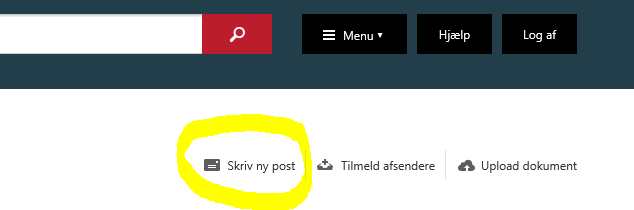 Menu ▾ Hjælp Log af
Skriv ny post Tilmeld afsendere Upload dokument